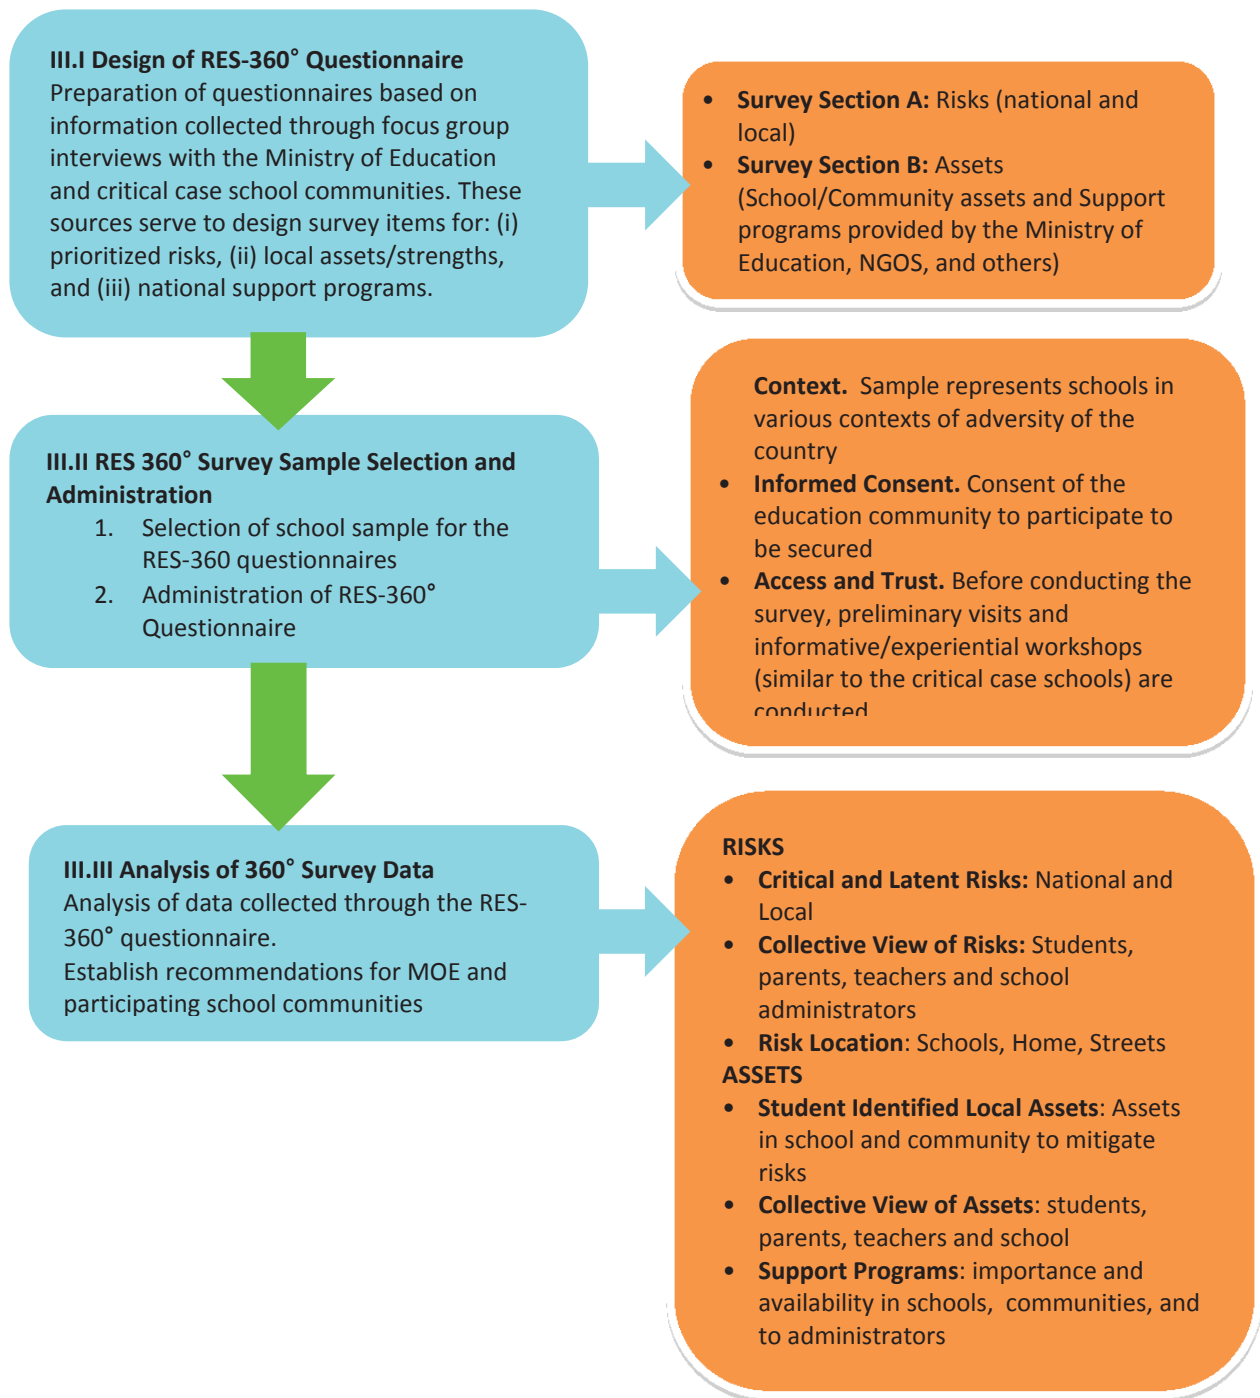 III.I Design of RES-360° Questionnaire
Preparation of questionnaires based on
information collected through focus group
interviews with the Ministry of Education
and critical case school communities. These
sources serve to design survey items for: (i)
prioritized risks, (ii) local assets/strengths,
and (iii) national support programs.
• Survey Section A: Risks (national and
local)
• Survey Section B: Assets
(School/Community assets and Support
programs provided by the Ministry of
Education, NGOS, and others)
III.II RES 360° Survey Sample Selection and
Administration
1. Selection of school sample for the
RES-360 questionnaires
2. Administration of RES-360°
Questionnaire
Context. Sample represents schools in
various contexts of adversity of the
country
• Informed Consent. Consent of the
education community to participate to
be secured
• Access and Trust. Before conducting the
survey, preliminary visits and
informative/experiential workshops
(similar to the critical case schools) are
conducted
III.III Analysis of 360° Survey Data
Analysis of data collected through the RES-
360° questionnaire.
Establish recommendations for MOE and
participating school communities
RISKS
• Critical and Latent Risks: National and
Local
• Collective View of Risks: Students,
parents, teachers and school
administrators
• Risk Location: Schools, Home, Streets
ASSETS
• Student Identified Local Assets: Assets
in school and community to mitigate
risks
• Collective View of Assets: students,
parents, teachers and school
• Support Programs: importance and
availability in schools, communities, and
to administrators